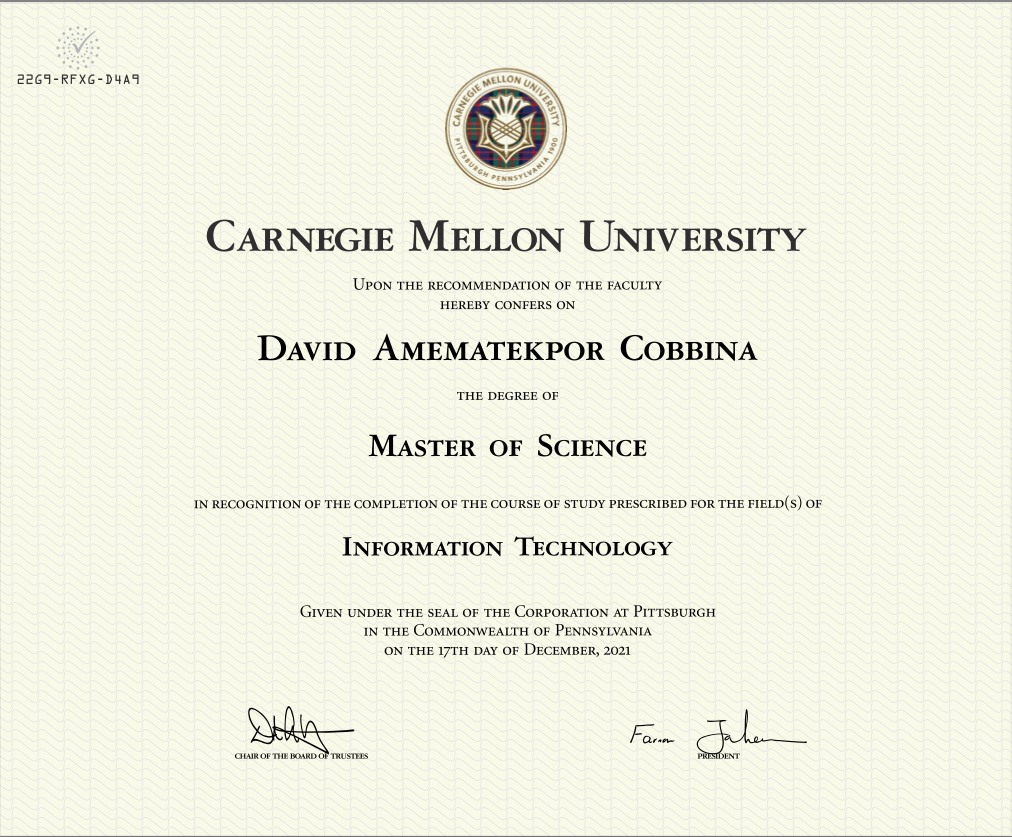 22G9-RFXG-D4A9
CARNEGIE MELLON UNIVERSITY
PITTSBURGH PENNSYLVANIA 1900
CARNEGIE MELLON UNIVERSITY
UPON THE RECOMMENDATION OF THE FACULTY
HEREBY CONFERS ON
DAVID AMEMATEKPOR COBBINA
THE DEGREE OF
MASTER OF SCIENCE
IN RECOGNITION OF THE COMPLETION OF THE COURSE OF STUDY PRESCRIBED FOR THE FIELD(S) OF
INFORMATION TECHNOLOGY
GIVEN UNDER THE SEAL OF THE CORPORATION AT PITTSBURGH
IN THE COMMONWEALTH OF PENNSYLVANIA
ON THE 17TH DAY OF DECEMBER, 2021
CHAIR OF THE BOARD OF TRUSTEES
PRESIDENT